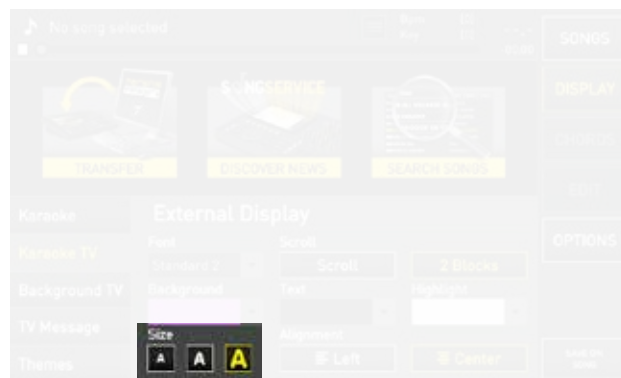 No song selected
SONGS
SONGSERVICE
DISPLAY
TRANSFER
DISCOVER NEWS
SEARCH SONGS
Karaoke
External Display
Font
Scroll
OPTIONS
Karaoke TV
Standard 2
Scroll
2 Blocks
Background TV
Background
Text
Highlight
TV Message
Size
Alignment
A A A
Left
Center
Themes